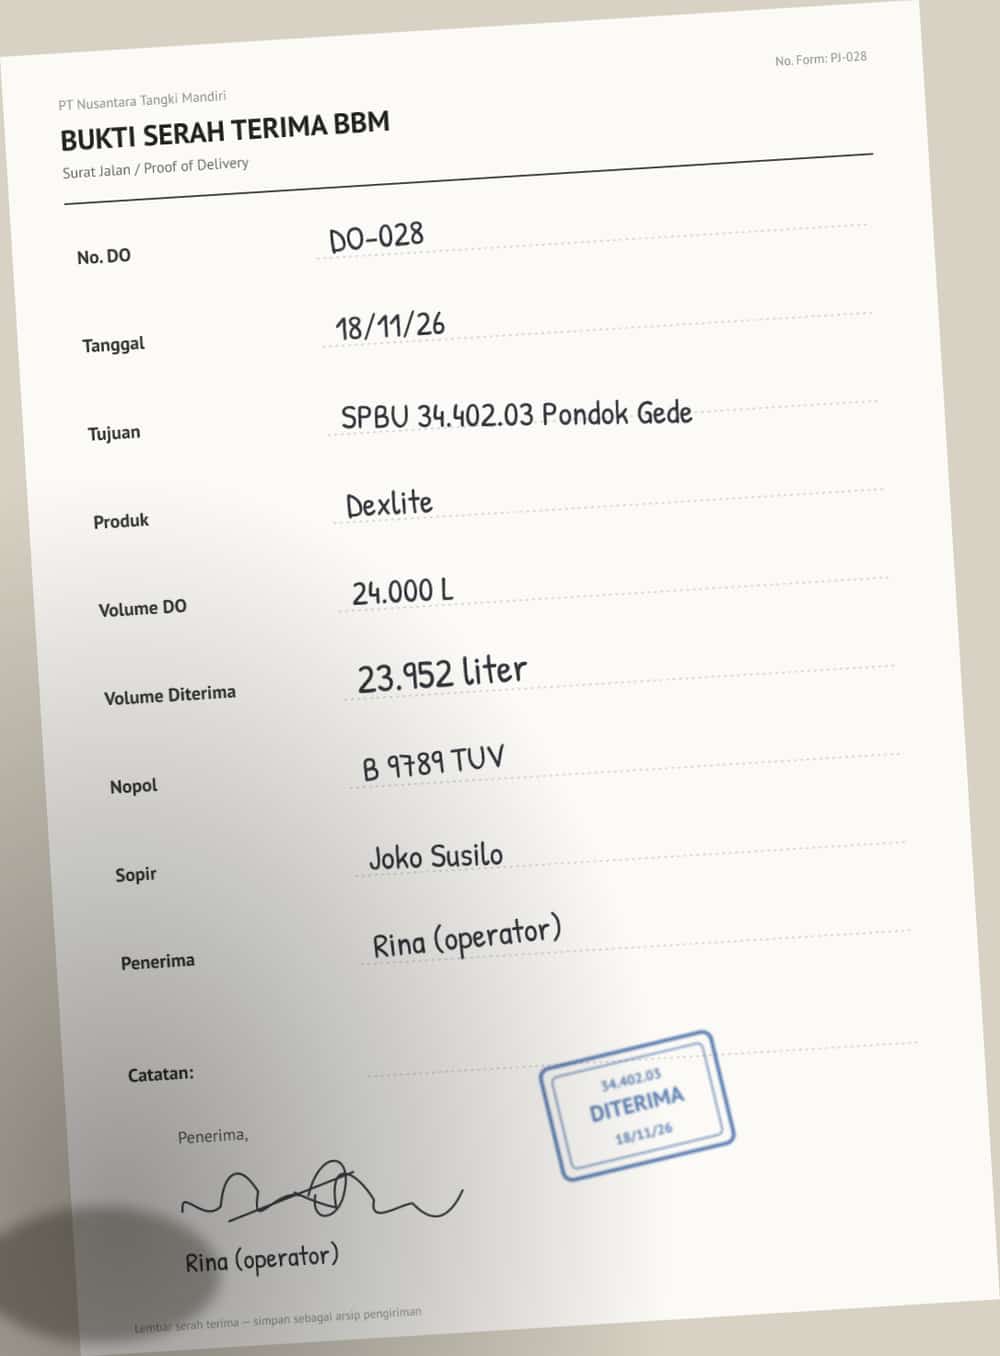 No. Form: PJ-028
PT Nusantara Tangki Mandiri
BUKTI SERAH TERIMA BBM
Surat Jalan / Proof of Delivery
No. DO DO-028
Tanggal 18/11/26
Tujuan SPBU 34.402.03 Pondok Gede
Produk Dexlite
Volume DO 24.000 L
Volume Diterima 23.952 liter
Nopol B 9789 TUV
Sopir Joko Susilo
Penerima Rina (operator)
Catatan:
34.402.03
DITERIMA
18/11/26
Penerima,
Rina (operator)
Lembar serah terima — simpan sebagai arsip pengiriman